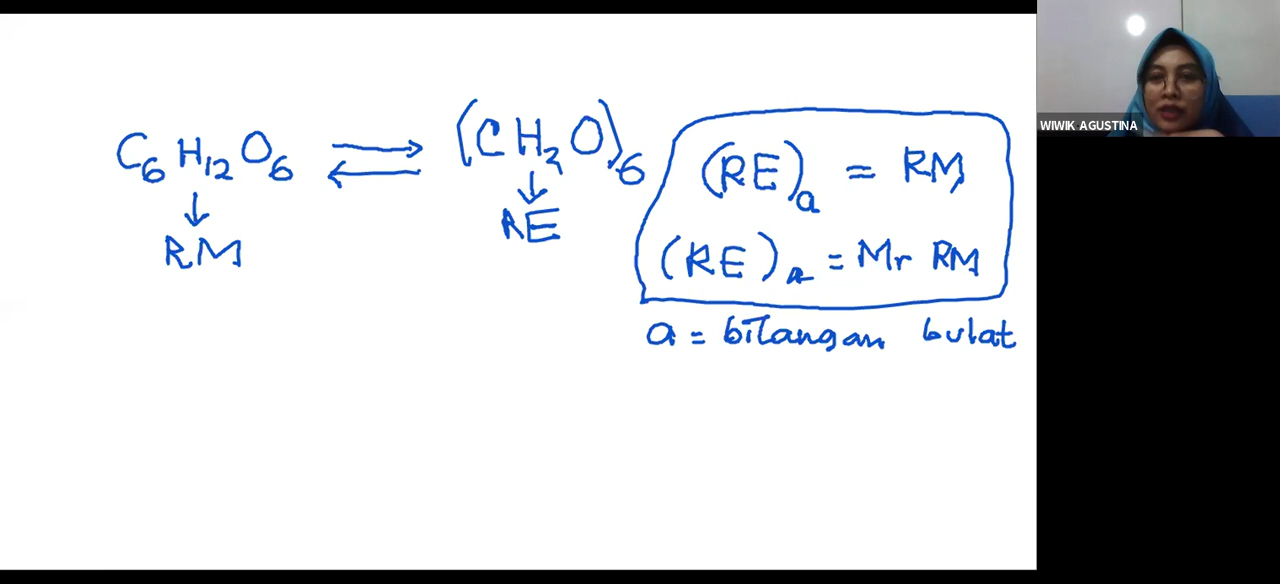 C₆H₁₂O₆ ⇌ (CH₂O)₆
↓ ↓
RM RE
(RE)ₐ = RM
(RE)ₐ = Mr RM
a = bilangan bulat
WIWIK AGUSTINA